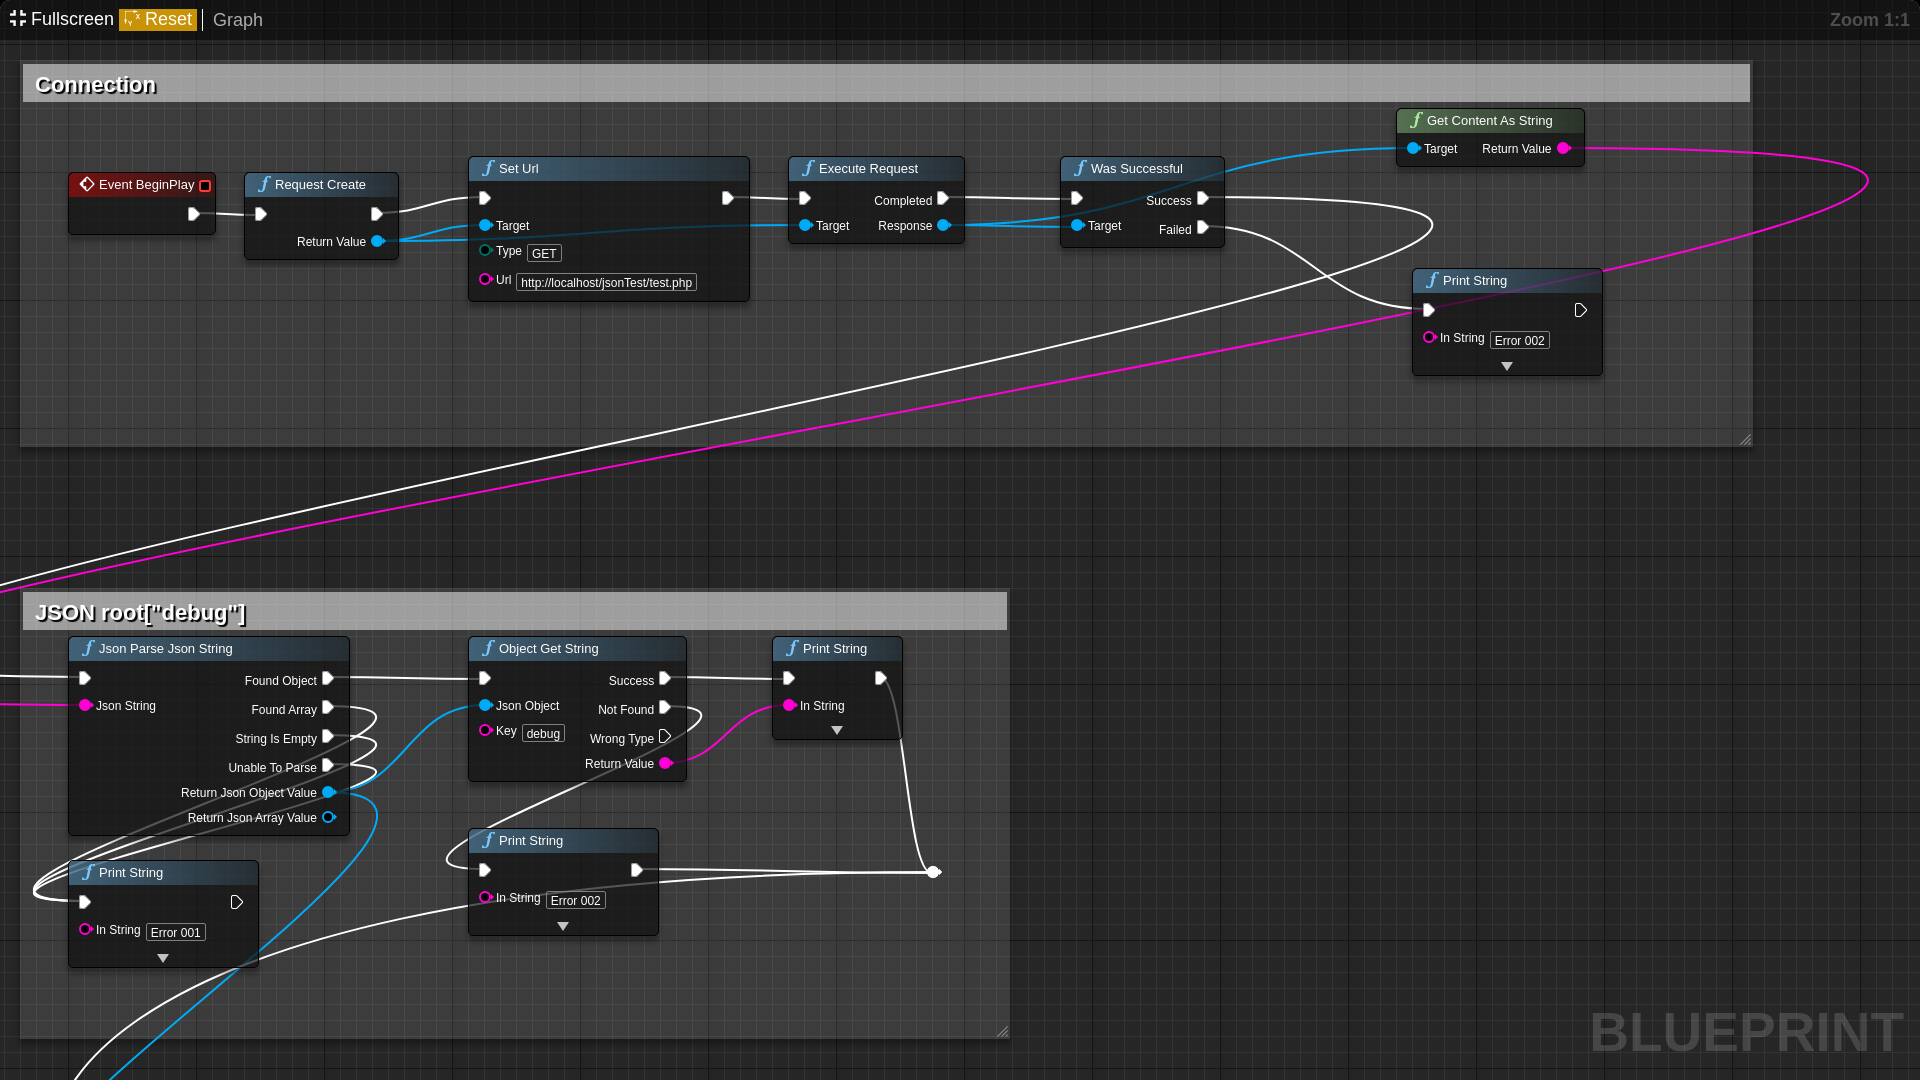 Fullscreen Reset Graph Zoom 1:1
Connection
Get Content As String
Target Return Value
Event BeginPlay
Request Create
Return Value
Set Url
Target
Type GET
Url http://localhost/jsonTest/test.php
Execute Request
Completed
Target Response
Was Successful
Success
Target
Failed
Print String
In String Error 002
JSON root["debug"]
Json Parse Json String
Found Object
Json String
Found Array
String Is Empty
Unable To Parse
Return Json Object Value
Return Json Array Value
Object Get String
Success
Json Object
Not Found
Key debug
Wrong Type
Return Value
Print String
In String
Print String
In String Error 002
Print String
In String Error 001
BLUEPRINT